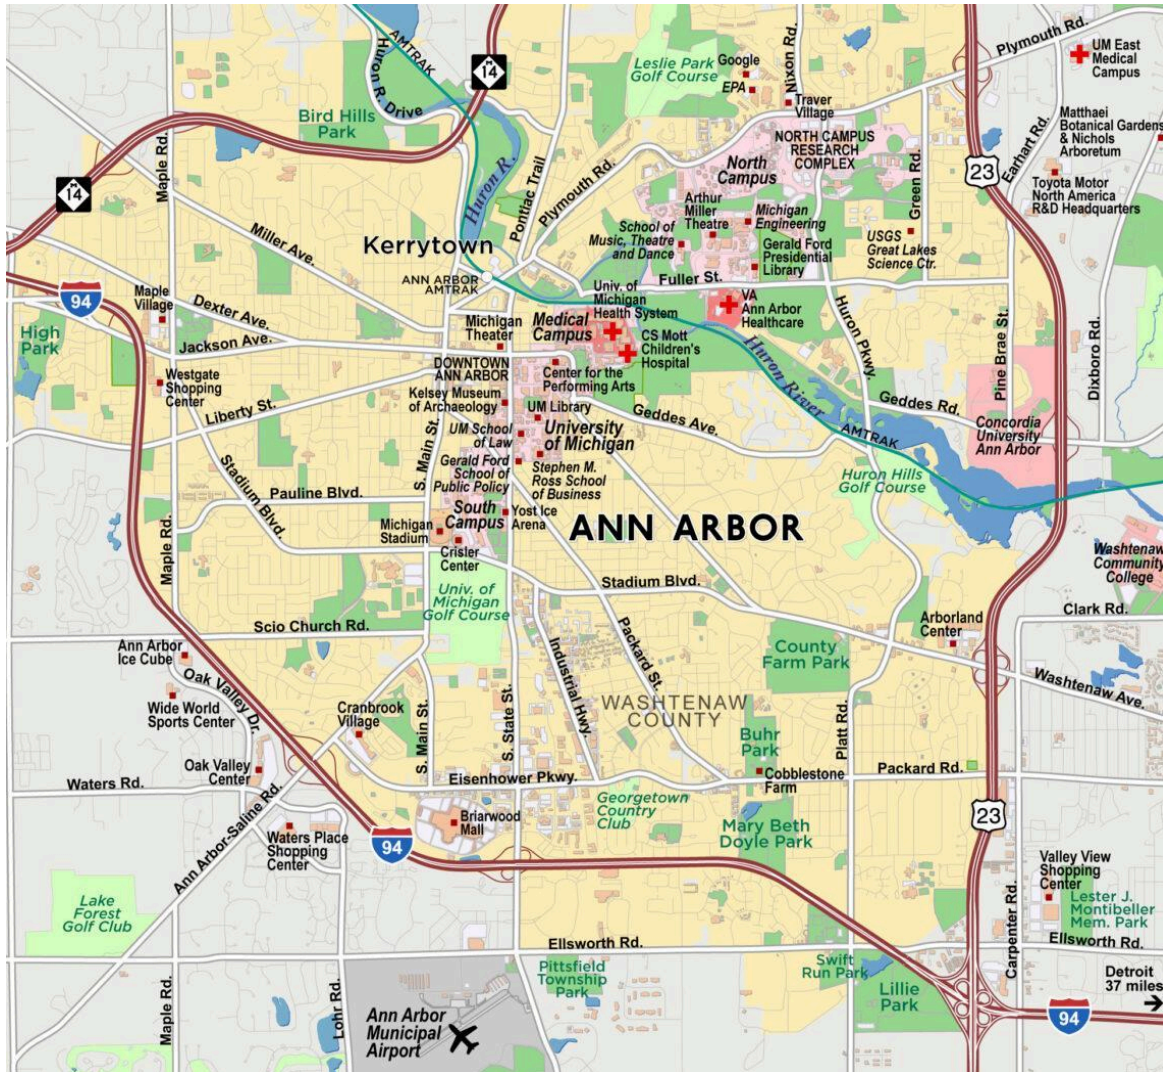 Plymouth Rd.
UM East
Medical
Campus
Google
EPA
Nixon Rd.
Traver
Village
Leslie Park
Golf Course
AMTRAK
Huron R. Drive
M
14
Bird Hills
Park
Maple Rd.
M
14
Huron R.
Pontiac Trail
Plymouth Rd.
NORTH CAMPUS
RESEARCH
COMPLEX
North
Campus
Green Rd.
23
Earhart Rd.
Matthaei
Botanical Gardens
& Nichols
Arboretum
Toyota Motor
North America
R&D Headquarters
Arthur
Miller
Theatre
Michigan
Engineering
School of
Music, Theatre
and Dance
Gerald Ford
Presidential
Library
USGS
Great Lakes
Science Ctr.
Miller Ave.
Kerrytown
ANN ARBOR
AMTRAK
Fuller St.
94
Maple
Village
Dexter Ave.
Jackson Ave.
High
Park
Westgate
Shopping
Center
Liberty St.
Michigan
Theater
Medical
Campus
Univ. of
Michigan
Health System
CS Mott
Children's
Hospital
VA
Ann Arbor
Healthcare
Huron Pkwy.
Huron River
Pine Brae St.
Dixboro Rd.
DOWNTOWN
ANN ARBOR
Center for the
Performing Arts
Kelsey Museum
of Archaeology
UM Library
UM School
of Law
University
of Michigan
Geddes Ave.
Geddes Rd.
AMTRAK
Concordia
University
Ann Arbor
Huron Hills
Golf Course
Stadium Blvd.
S. Main St.
Gerald Ford
School of
Public Policy
Stephen M.
Ross School
of Business
Pauline Blvd.
Maple Rd.
South
Campus
Yost Ice
Arena
Michigan
Stadium
Crisler
Center
ANN ARBOR
Washtenaw
Community
College
Univ. of
Michigan
Golf Course
Stadium Blvd.
Clark Rd.
Arborland
Center
Scio Church Rd.
Ann Arbor
Ice Cube
Oak Valley Dr.
Wide World
Sports Center
Cranbrook
Village
S. Main St.
S. State St.
Industrial Hwy.
Packard St.
County
Farm Park
WASHTENAW
COUNTY
Washtenaw Ave.
Platt Rd.
Buhr
Park
Oak Valley
Center
Waters Rd.
Eisenhower Pkwy.
Cobblestone
Farm
Packard Rd.
Georgetown
Country
Club
Ann Arbor-Saline Rd.
Waters Place
Shopping
Center
Briarwood
Mall
94
Mary Beth
Doyle Park
23
Valley View
Shopping
Center
Lester J.
Montibeller
Mem. Park
Carpenter Rd.
Lake
Forest
Golf Club
Ellsworth Rd.
Ellsworth Rd.
Maple Rd.
Lohr Rd.
Pittsfield
Township
Park
Swift
Run Park
Lillie
Park
Detroit
37 miles
94
Ann Arbor
Municipal
Airport